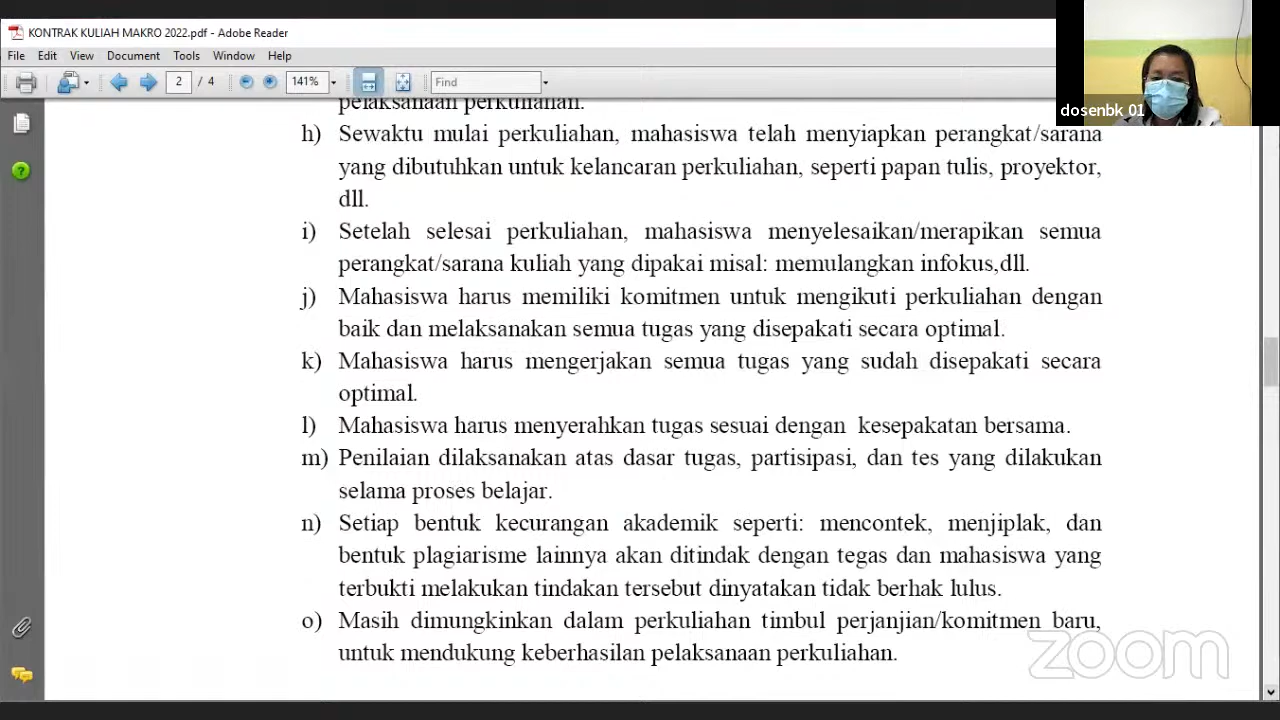 KONTRAK KULIAH MAKRO 2022.pdf - Adobe Reader
File Edit View Document Tools Window Help
2 / 4 141% Find
dosenbk_01
pelaksanaan perkuliahan.
h) Sewaktu mulai perkuliahan, mahasiswa telah menyiapkan perangkat/sarana
yang dibutuhkan untuk kelancaran perkuliahan, seperti papan tulis, proyektor,
dll.
i) Setelah selesai perkuliahan, mahasiswa menyelesaikan/merapikan semua
perangkat/sarana kuliah yang dipakai misal: memulangkan infokus,dll.
j) Mahasiswa harus memiliki komitmen untuk mengikuti perkuliahan dengan
baik dan melaksanakan semua tugas yang disepakati secara optimal.
k) Mahasiswa harus mengerjakan semua tugas yang sudah disepakati secara
optimal.
l) Mahasiswa harus menyerahkan tugas sesuai dengan kesepakatan bersama.
m) Penilaian dilaksanakan atas dasar tugas, partisipasi, dan tes yang dilakukan
selama proses belajar.
n) Setiap bentuk kecurangan akademik seperti: mencontek, menjiplak, dan
bentuk plagiarisme lainnya akan ditindak dengan tegas dan mahasiswa yang
terbukti melakukan tindakan tersebut dinyatakan tidak berhak lulus.
o) Masih dimungkinkan dalam perkuliahan timbul perjanjian/komitmen baru,
untuk mendukung keberhasilan pelaksanaan perkuliahan.
zoom